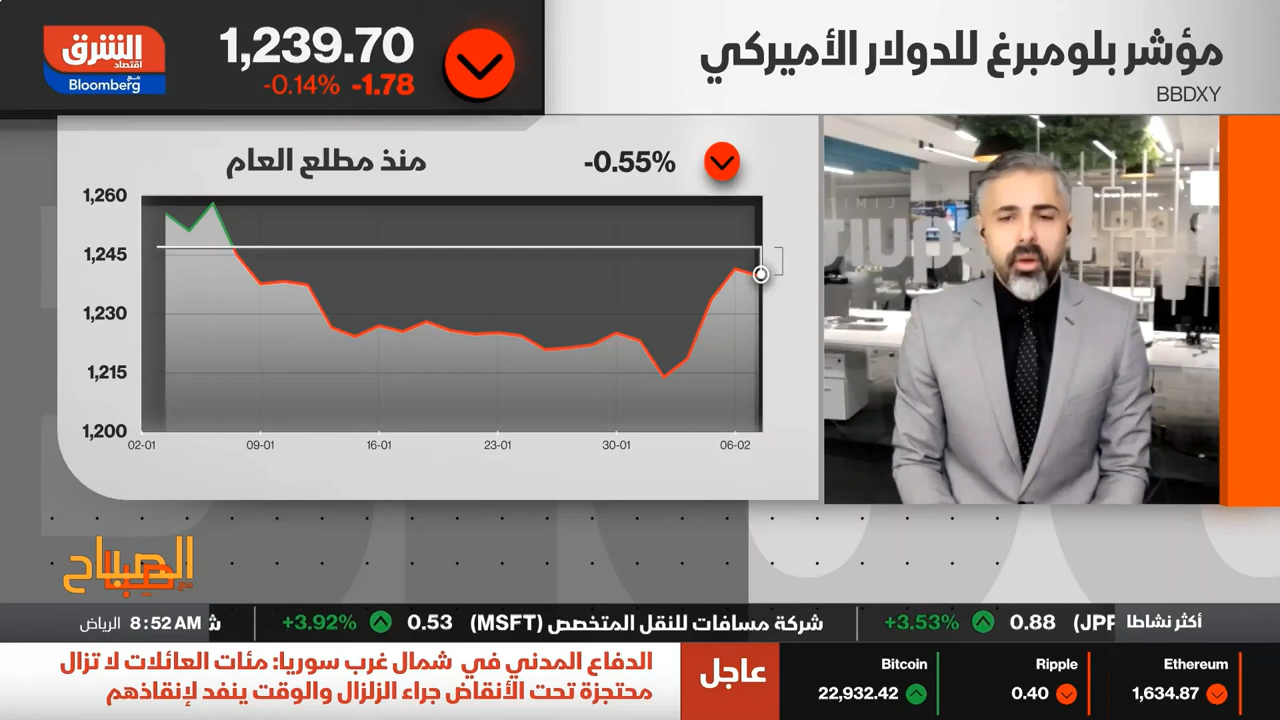 الشرق
اقتصاد
مع
Bloomberg
1,239.70
-0.14% -1.78
مؤشر بلومبرغ للدولار الأميركي
BBDXY
منذ مطلع العام
-0.55%
1,260
1,245
1,230
1,215
1,200
02-01 09-01 16-01 23-01 30-01 06-02
الصباح
مع
صبا
أكثر نشاطا
(JPF 0.88 +3.53%
شركة مسافات للنقل المتخصص (MSFT) 0.53 +3.92%
8:52 AM الرياض
عاجل
الدفاع المدني في شمال غرب سوريا: مئات العائلات لا تزال
محتجزة تحت الأنقاض جراء الزلزال والوقت ينفد لإنقاذهم
Bitcoin
22,932.42
Ripple
0.40
Ethereum
1,634.87